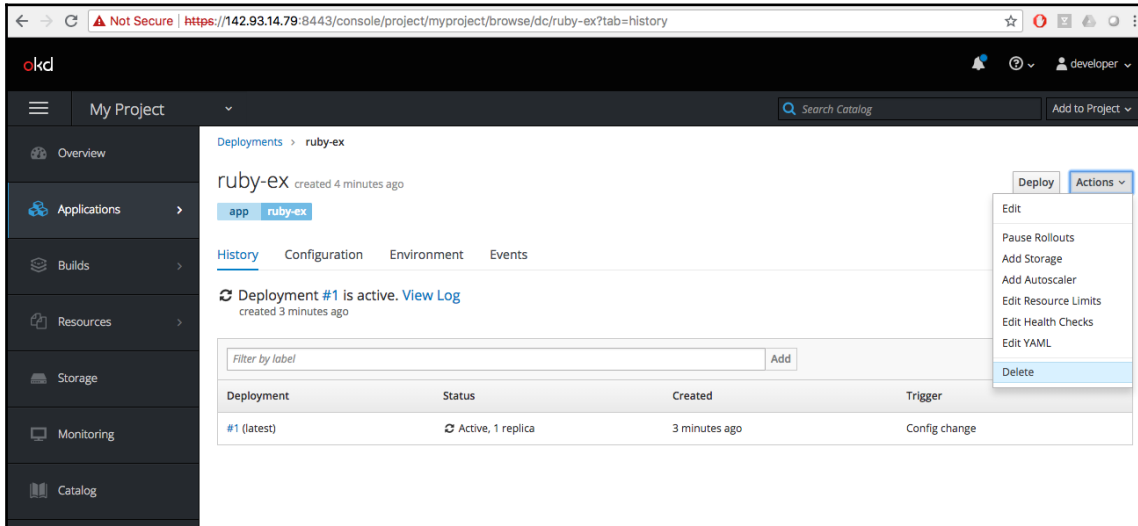 Not Secure | https://142.93.14.79:8443/console/project/myproject/browse/dc/ruby-ex?tab=history
okd
developer
My Project
Search Catalog
Add to Project
Overview
Applications
Builds
Resources
Storage
Monitoring
Catalog
Deployments > ruby-ex
ruby-ex created 4 minutes ago
app ruby-ex
Deploy Actions
Edit
Pause Rollouts
Add Storage
Add Autoscaler
Edit Resource Limits
Edit Health Checks
Edit YAML
Delete
History Configuration Environment Events
Deployment #1 is active. View Log
created 3 minutes ago
Filter by label Add
Deployment Status Created Trigger
#1 (latest) Active, 1 replica 3 minutes ago Config change